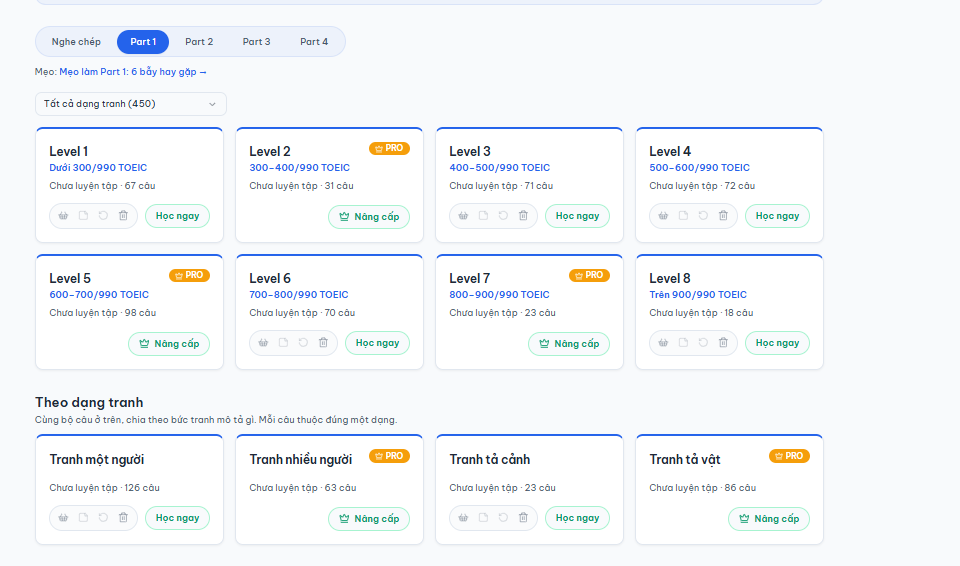 Nghe chép Part 1 Part 2 Part 3 Part 4
Mẹo: Mẹo làm Part 1: 6 bẫy hay gặp →
Tất cả dạng tranh (450)
Level 1
Dưới 300/990 TOEIC
Chưa luyện tập · 67 câu
Học ngay
Level 2 PRO
300–400/990 TOEIC
Chưa luyện tập · 31 câu
Nâng cấp
Level 3
400–500/990 TOEIC
Chưa luyện tập · 71 câu
Học ngay
Level 4
500–600/990 TOEIC
Chưa luyện tập · 72 câu
Học ngay
Level 5 PRO
600–700/990 TOEIC
Chưa luyện tập · 98 câu
Nâng cấp
Level 6
700–800/990 TOEIC
Chưa luyện tập · 70 câu
Học ngay
Level 7 PRO
800–900/990 TOEIC
Chưa luyện tập · 23 câu
Nâng cấp
Level 8
Trên 900/990 TOEIC
Chưa luyện tập · 18 câu
Học ngay
Theo dạng tranh
Cùng bộ câu ở trên, chia theo bức tranh mô tả gì. Mỗi câu thuộc đúng một dạng.
Tranh một người
Chưa luyện tập · 126 câu
Học ngay
Tranh nhiều người PRO
Chưa luyện tập · 63 câu
Nâng cấp
Tranh tả cảnh
Chưa luyện tập · 23 câu
Học ngay
Tranh tả vật PRO
Chưa luyện tập · 86 câu
Nâng cấp